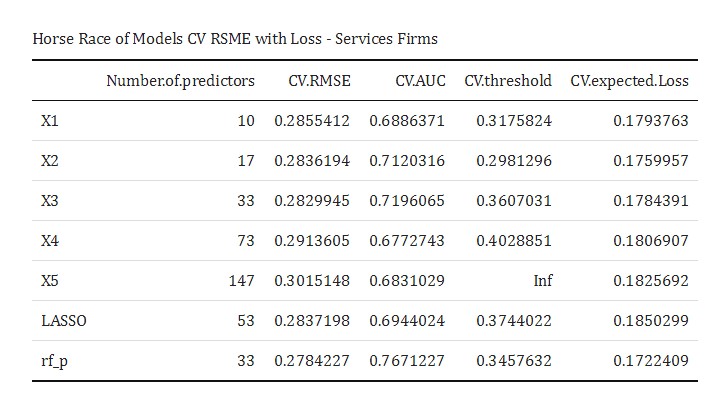 Horse Race of Models CV RSME with Loss - Services Firms
Number.of.predictors CV.RMSE CV.AUC CV.threshold CV.expected.Loss
X1 10 0.2855412 0.6886371 0.3175824 0.1793763
X2 17 0.2836194 0.7120316 0.2981296 0.1759957
X3 33 0.2829945 0.7196065 0.3607031 0.1784391
X4 73 0.2913605 0.6772743 0.4028851 0.1806907
X5 147 0.3015148 0.6831029 Inf 0.1825692
LASSO 53 0.2837198 0.6944024 0.3744022 0.1850299
rf_p 33 0.2784227 0.7671227 0.3457632 0.1722409